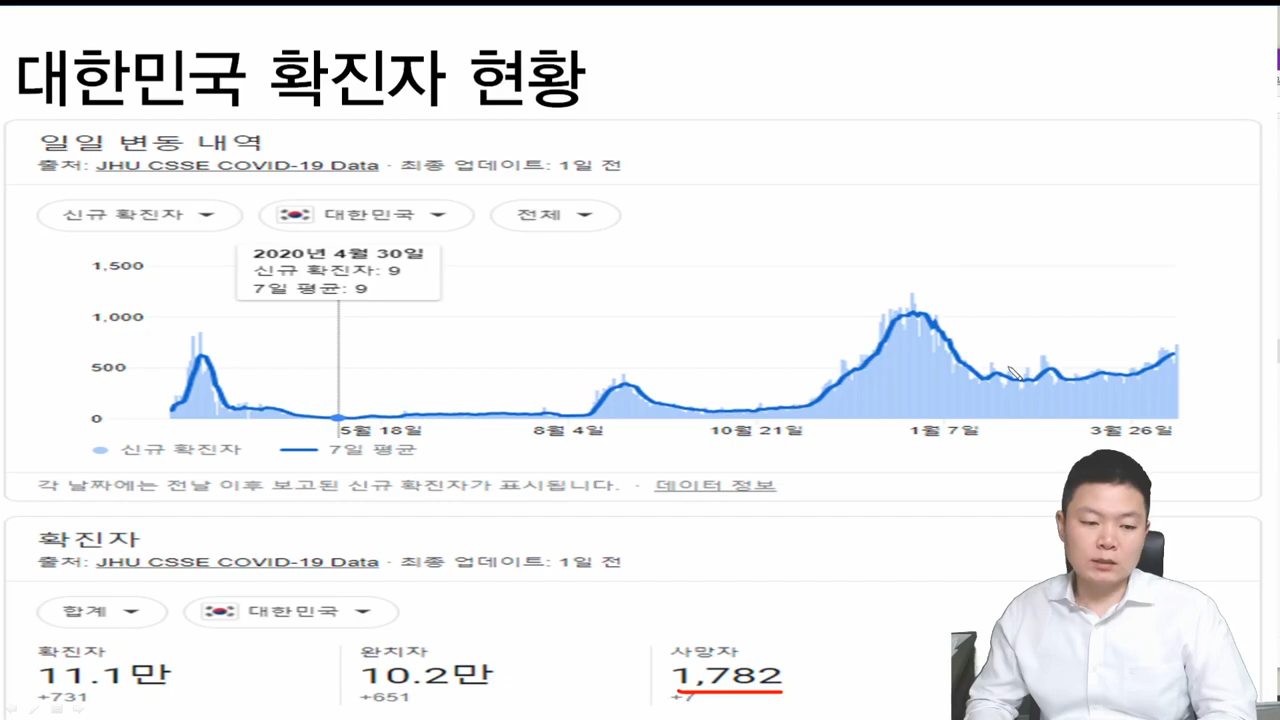 대한민국 확진자 현황
일일 변동 내역
출처: JHU CSSE COVID-19 Data · 최종 업데이트: 1일 전
신규 확진자 대한민국 전체
2020년 4월 30일
신규 확진자: 9
7일 평균: 9
1,500
1,000
500
0
5월 18일 8월 4일 10월 21일 1월 7일 3월 26일
신규 확진자 7일 평균
각 날짜에는 전날 이후 보고된 신규 확진자가 표시됩니다. · 데이터 정보
확진자
출처: JHU CSSE COVID-19 Data · 최종 업데이트: 1일 전
합계 대한민국
확진자 완치자 사망자
11.1만 10.2만 1,782
+731 +651 +7